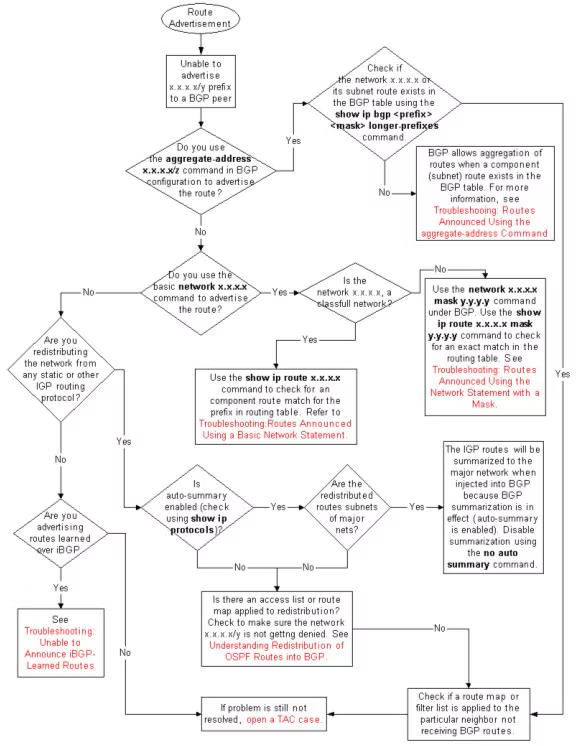 Route
Advertisement
Unable to
advertise
x.x.x.x/y prefix
to a BGP peer
Check if
the network x.x.x.x or
its subnet route exists in
the BGP table using the
show ip bgp <prefix>
<mask> longer-prefixes
command.
Yes
Do you use
the aggregate-address
x.x.x.x/z command in BGP
configuration to advertise
the route?
No
BGP allows aggregation of
routes when a component
(subnet) route exists in the
BGP table. For more
information, see
Troubleshooing: Routes
Announced Using the
aggregate-address Command
No
Do you use the
basic network x.x.x.x
command to advertise
the route?
No
Yes
Is the
network x.x.x.x, a
classfull network?
No
Use the network x.x.x.x
mask y.y.y.y command
under BGP. Use the show
ip route x.x.x.x mask
y.y.y.y command to check
for an exact match in the
routing table. See
Troubleshooting: Routes
Announced Using the
Network Statement with a
Mask.
Yes
Yes
Are you
redistributing
the network from
any static or other
IGP routing
protocol?
Use the show ip route x.x.x.x
command to check for an
component route match for the
prefix in routing table. Refer to
Troubleshooting:Routes Announced
Using a Basic Network Statement.
Yes
No
Is
auto-summary
enabled (check
using show ip
protocols)?
Yes
Are the
redistributed
routes subnets
of major
nets?
Yes
The IGP routes will be
summarized to the
major network when
injected into BGP
because BGP
summarization is in
effect (auto-summary
is enabled). Disable
summarization using
the no auto
summary command.
Are you
advertising
routes learned
over iBGP.
No
No
Yes
See
Troubleshooting:
Unable to
Announce iBGP-
Learned Routes
No
Is there an access list or route
map applied to redistribution?
Check to make sure the network
x.x.x.x/y is not gettng denied. See
Understanding Redistribution of
OSPF Routes into BGP.
No
If problem is still not
resolved, open a TAC case.
Check if a route map or
filter list is applied to the
particular neighbor not
receiving BGP routes.